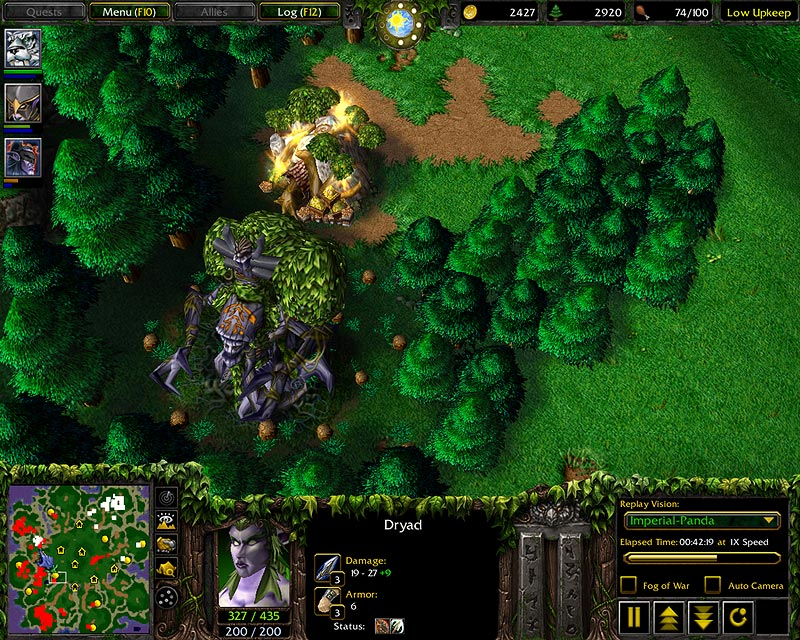 Quests Menu (F10) Allies Log (F12) 2427 2920 74/100 Low Upkeep
Dryad
Damage:
3 19 - 27 +9
Armor:
3 6
Status:
327 / 435
200 / 200
Replay Vision:
Imperial-Panda
Elapsed Time: 00:42:19 at 1X Speed
Fog of War Auto Camera